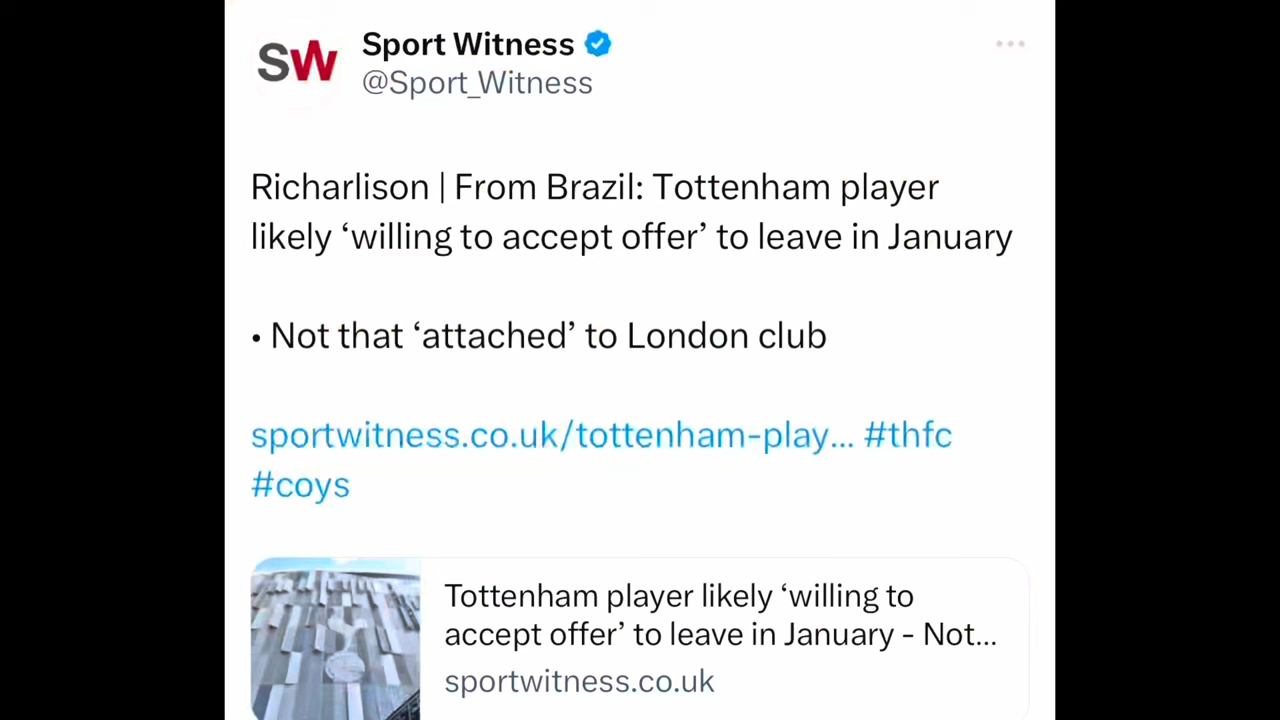 SW
Sport Witness
@Sport_Witness
Richarlison | From Brazil: Tottenham player
likely ‘willing to accept offer’ to leave in January
• Not that ‘attached’ to London club
sportwitness.co.uk/tottenham-play... #thfc
#coys
Tottenham player likely ‘willing to
accept offer’ to leave in January - Not...
sportwitness.co.uk